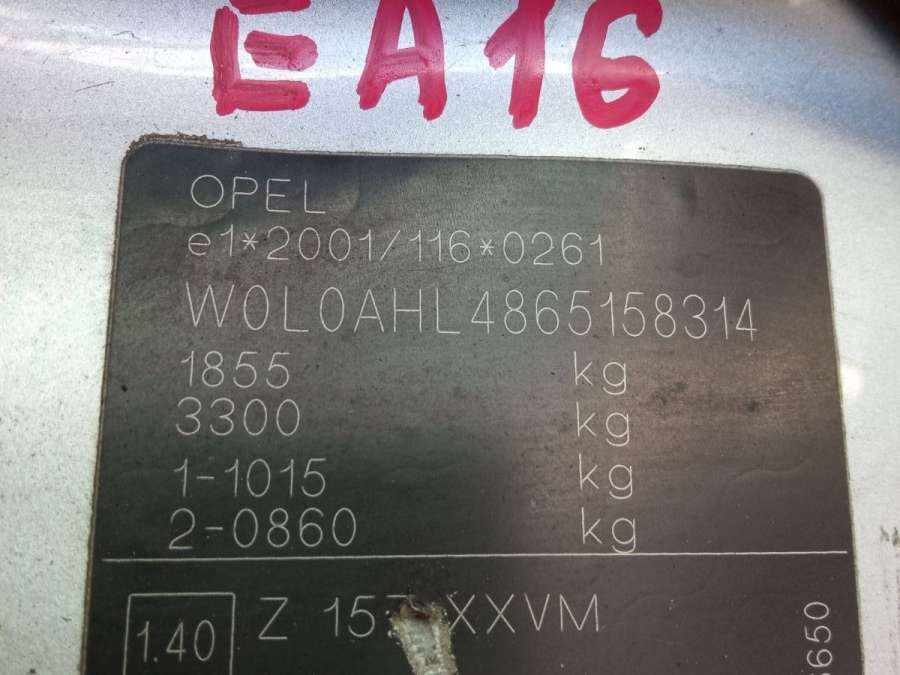 EA16
OPEL
e1*2001/116*0261
W0L0AHL4865158314
1855 kg
3300 kg
1-1015 kg
2-0860 kg
1.40
Z XXVM